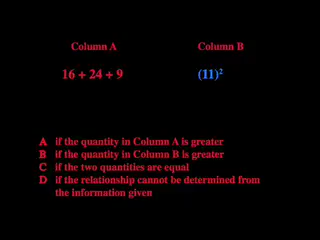 Column A Column B
16 + 24 + 9 (11)²
A if the quantity in Column A is greater
B if the quantity in Column B is greater
C if the two quantities are equal
D if the relationship cannot be determined from
the information given